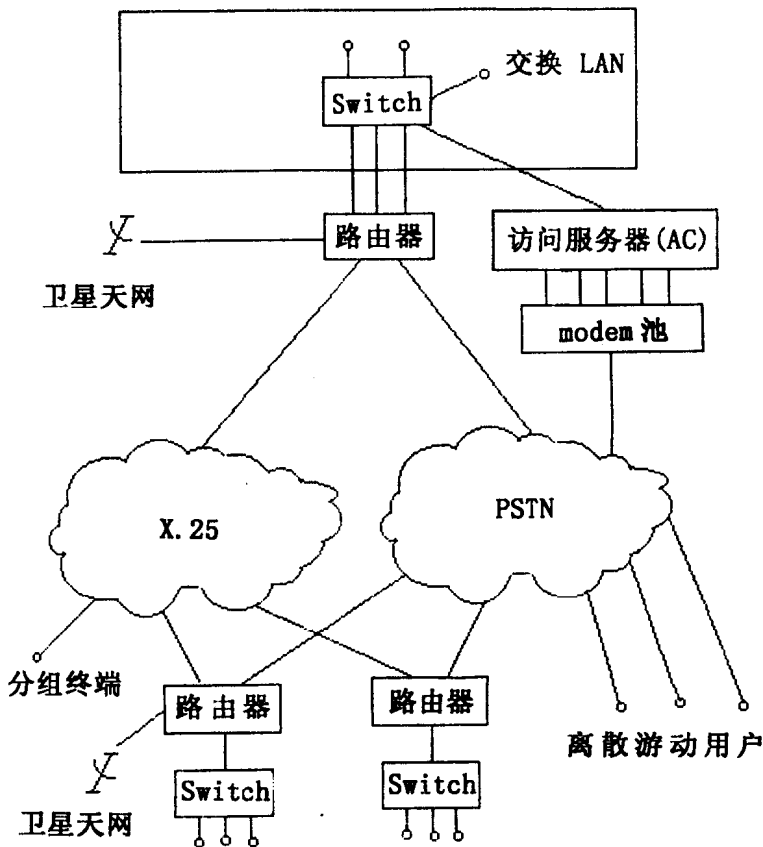 交换 LAN
Switch
路由器
访问服务器(AC)
卫星天网
modem 池
X.25
PSTN
分组终端
路由器
路由器
离散游动用户
Switch
Switch
卫星天网